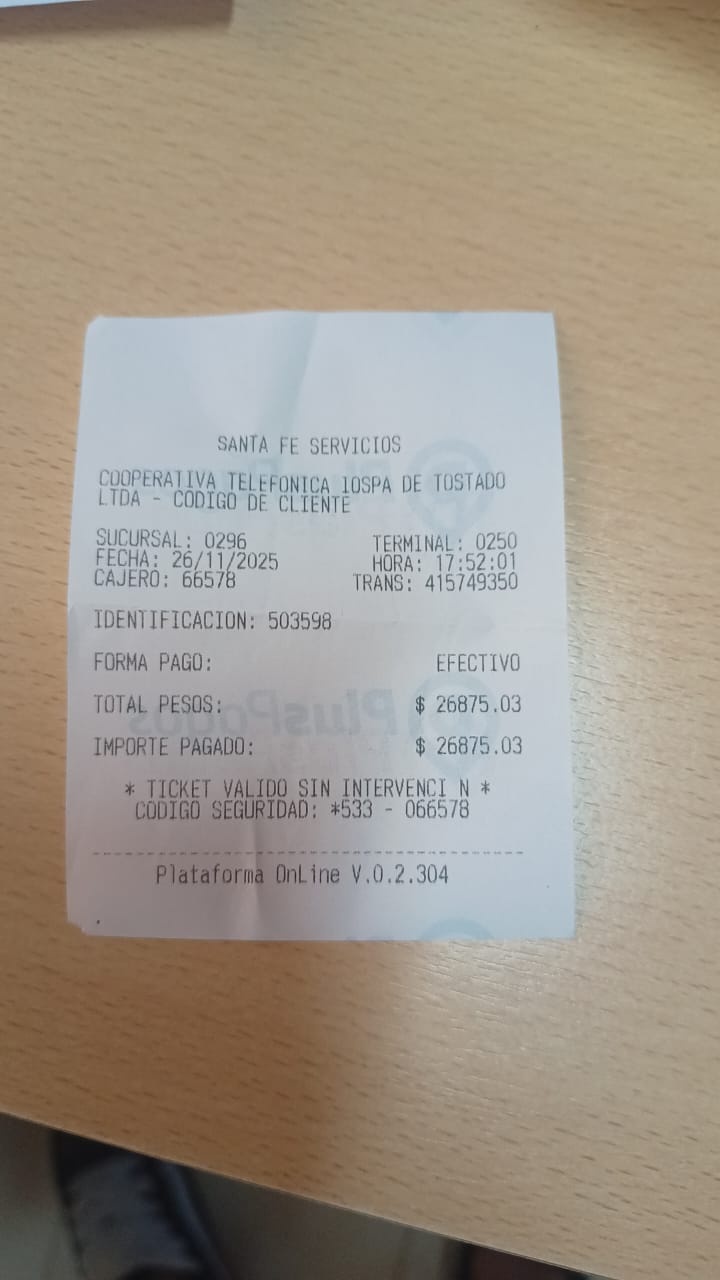 SANTA FE SERVICIOS
COOPERATIVA TELEFONICA IOSPA DE TOSTADO
LTDA - CODIGO DE CLIENTE
SUCURSAL: 0296 TERMINAL: 0250
FECHA: 26/11/2025 HORA: 17:52:01
CAJERO: 66578 TRANS: 415749350
IDENTIFICACION: 503598
FORMA PAGO: EFECTIVO
TOTAL PESOS: $ 26875.03
IMPORTE PAGADO: $ 26875.03
* TICKET VALIDO SIN INTERVENCI N *
CODIGO SEGURIDAD: *533 - 066578
Plataforma OnLine V.0.2.304
PlusPagos